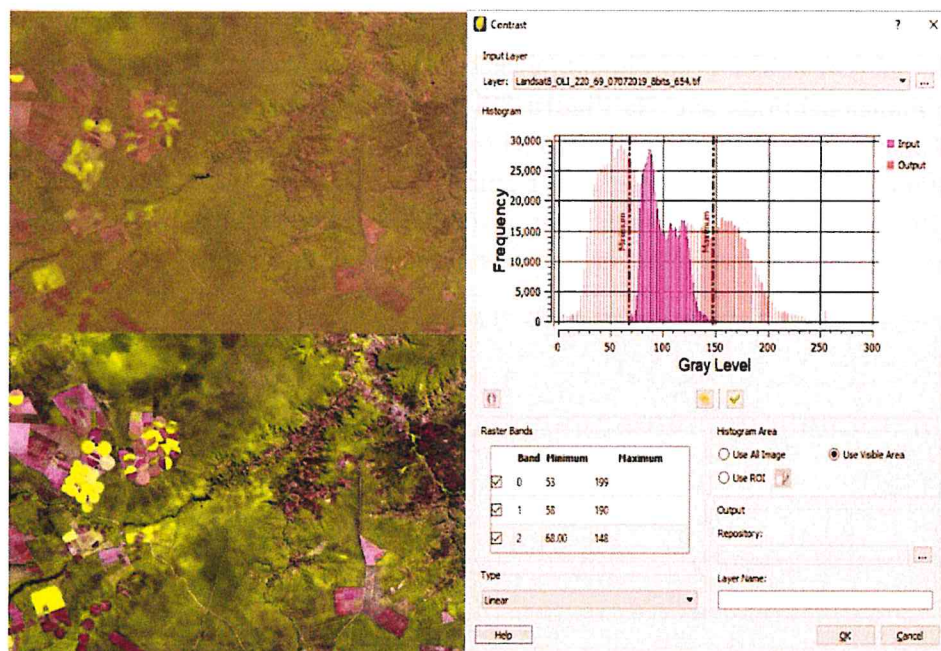 Contrast ? ×
Input Layer
Layer: Landsat8_OLI_220_69_07072019_8bits_654.tif ...
Histogram
30,000
25,000
20,000
15,000
10,000
5,000
0
Frequency
Minimum
Maximum
Input
Output
0 50 100 150 200 250 300
Gray Level
Raster Bands
Band Minimum Maximum
0 53 199
1 58 190
2 68.00 148
Histogram Area
Use All Image Use Visible Area
Use ROI
Output
Repository:
...
Type
Linear
Layer Name:
Help OK Cancel